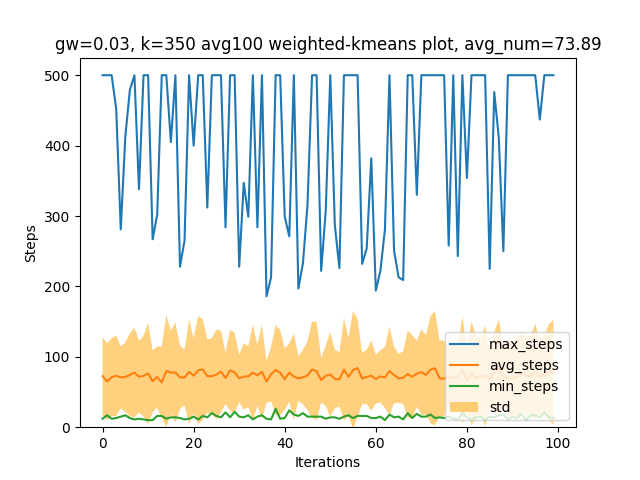 gw=0.03, k=350 avg100 weighted-kmeans plot, avg_num=73.89
500
400
300
200
100
0
Steps
max_steps
avg_steps
min_steps
std
0
20
40
60
80
100
Iterations